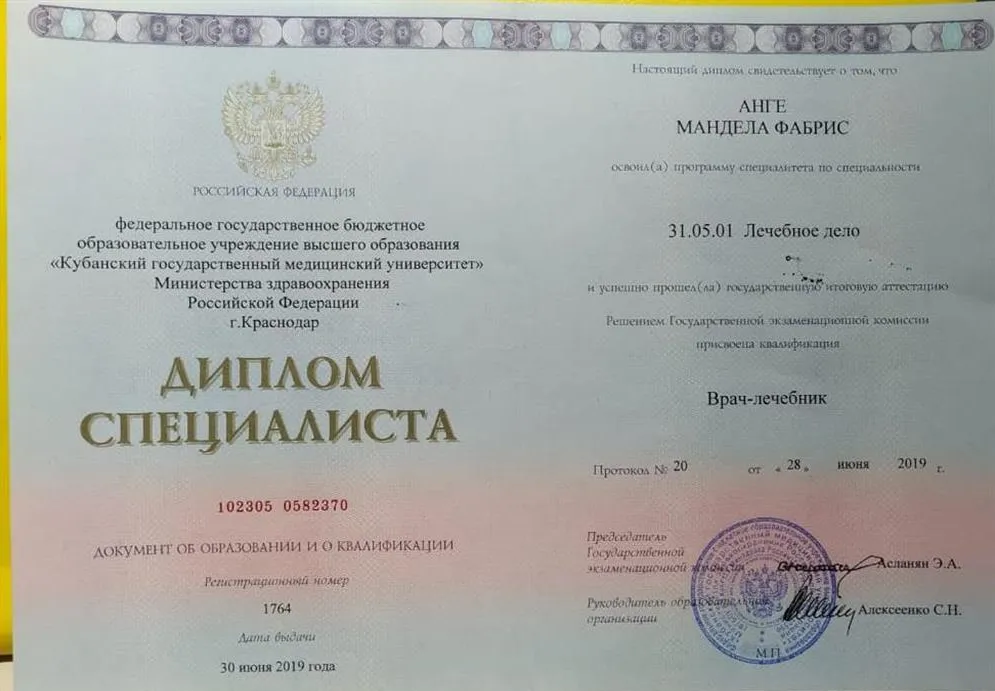 РОССИЙСКАЯ ФЕДЕРАЦИЯ
федеральное государственное бюджетное
образовательное учреждение высшего образования
«Кубанский государственный медицинский университет»
Министерства здравоохранения
Российской Федерации
г.Краснодар
ДИПЛОМ
СПЕЦИАЛИСТА
102305 0582370
ДОКУМЕНТ ОБ ОБРАЗОВАНИИ И О КВАЛИФИКАЦИИ
Регистрационный номер
1764
Дата выдачи
30 июня 2019 года
Настоящий диплом свидетельствует о том, что
АНГЕ
МАНДЕЛА ФАБРИС
освоил(а) программу специалитета по специальности
31.05.01 Лечебное дело
и успешно прошел(ла) государственную итоговую аттестацию
Решением Государственной экзаменационной комиссии
присвоена квалификация
Врач-лечебник
Протокол № 20 от « 28 » июня 2019 г.
Председатель
Государственной
экзаменационной комиссии Асланян Э.А.
Руководитель образовательной
организации Алексеенко С.Н.
М.П.